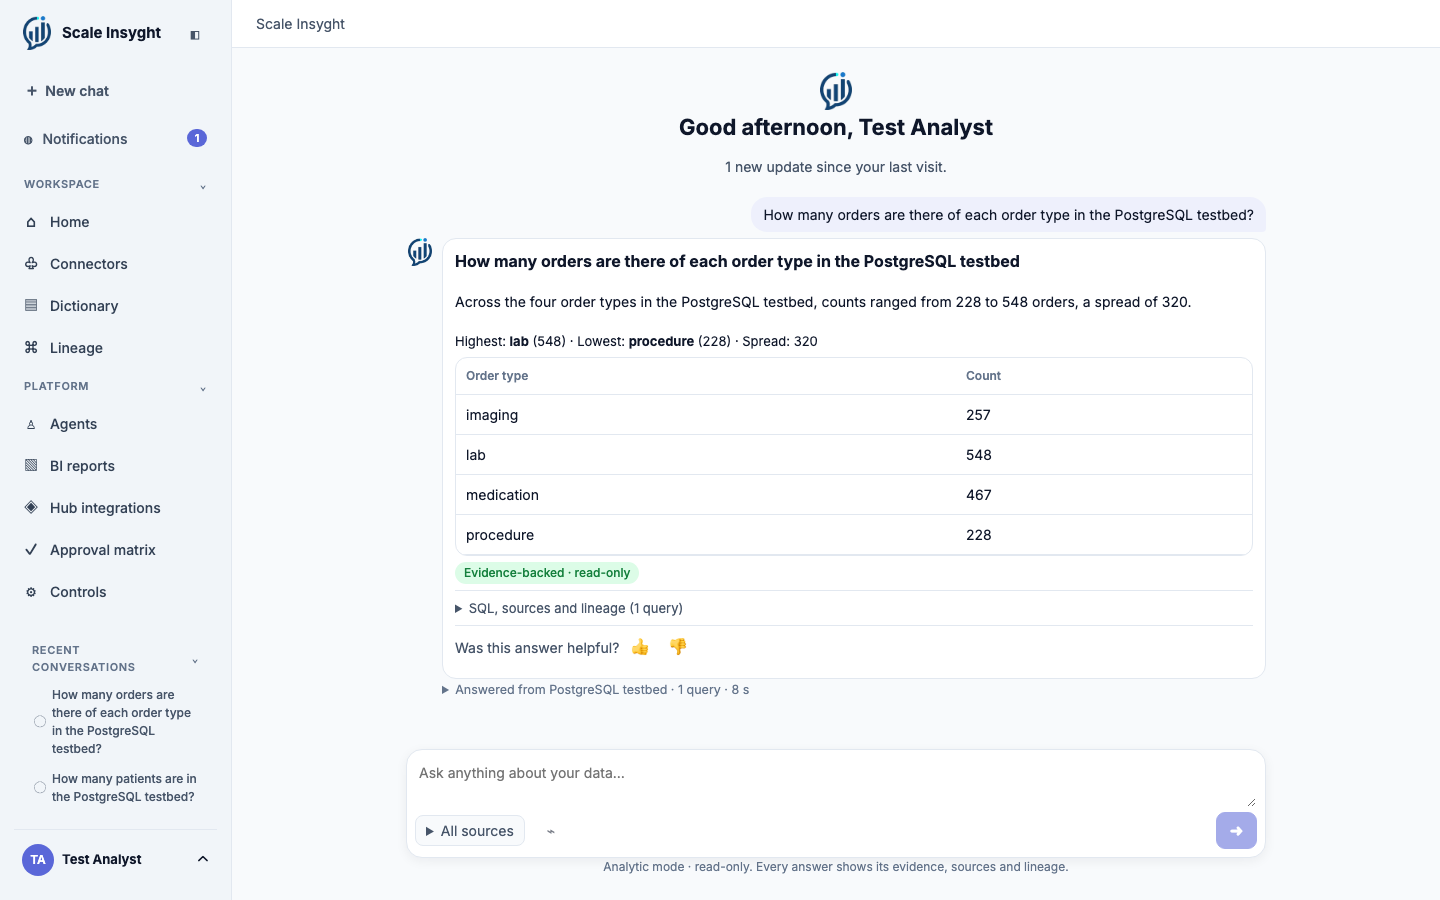 Scale Insyght
+ New chat
Notifications
1
WORKSPACE
Home
Connectors
Dictionary
Lineage
PLATFORM
Agents
BI reports
Hub integrations
Approval matrix
Controls
RECENT
CONVERSATIONS
How many orders are
there of each order type
in the PostgreSQL
testbed?
How many patients are in
the PostgreSQL testbed?
TA
Test Analyst
Scale Insyght
Good afternoon, Test Analyst
1 new update since your last visit.
How many orders are there of each order type in the PostgreSQL testbed?
How many orders are there of each order type in the PostgreSQL testbed
Across the four order types in the PostgreSQL testbed, counts ranged from 228 to 548 orders, a spread of 320.
Highest: lab (548) · Lowest: procedure (228) · Spread: 320
Order type Count
imaging 257
lab 548
medication 467
procedure 228
Evidence-backed · read-only
SQL, sources and lineage (1 query)
Was this answer helpful? 👍 👎
Answered from PostgreSQL testbed · 1 query · 8 s
Ask anything about your data...
All sources
Analytic mode · read-only. Every answer shows its evidence, sources and lineage.